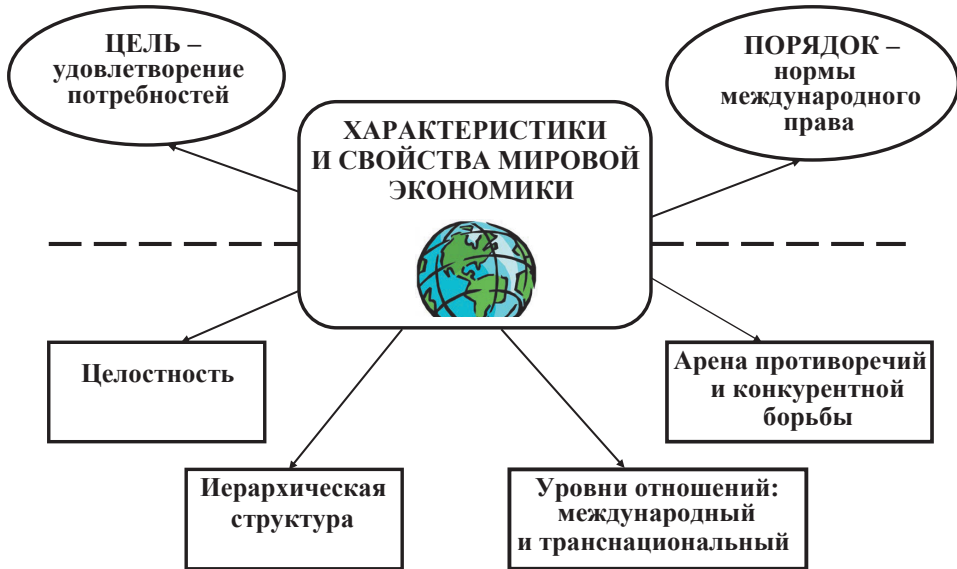 ЦЕЛЬ –
удовлетворение
потребностей
ПОРЯДОК –
нормы
международного
права
ХАРАКТЕРИСТИКИ
И СВОЙСТВА МИРОВОЙ
ЭКОНОМИКИ
Целостность
Арена противоречий
и конкурентной
борьбы
Иерархическая
структура
Уровни отношений:
международный
и транснациональный